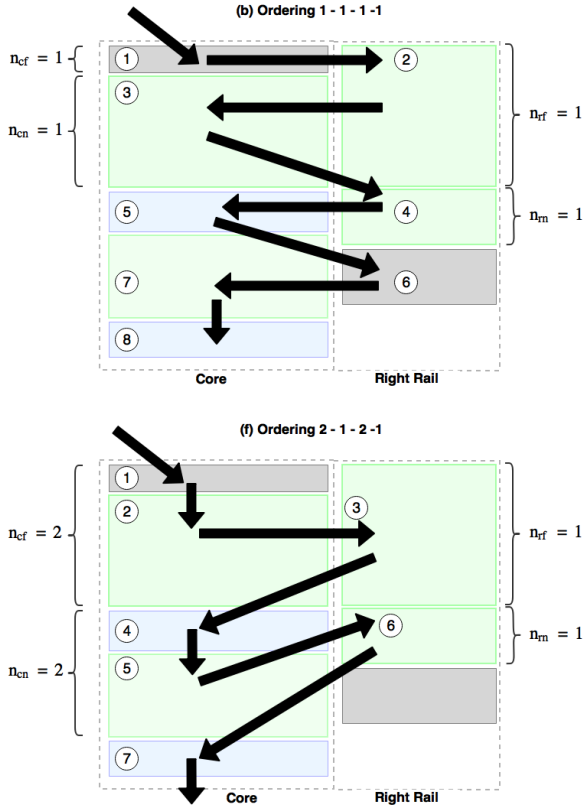 (b) Ordering 1 - 1 - 1 -1
n_cf = 1
1
2
3
n_cn = 1
n_rf = 1
5
4
n_rn = 1
7
6
8
Core
Right Rail
(f) Ordering 2 - 1 - 2 -1
1
2
3
n_cf = 2
n_rf = 1
4
6
n_rn = 1
5
n_cn = 2
7
Core
Right Rail